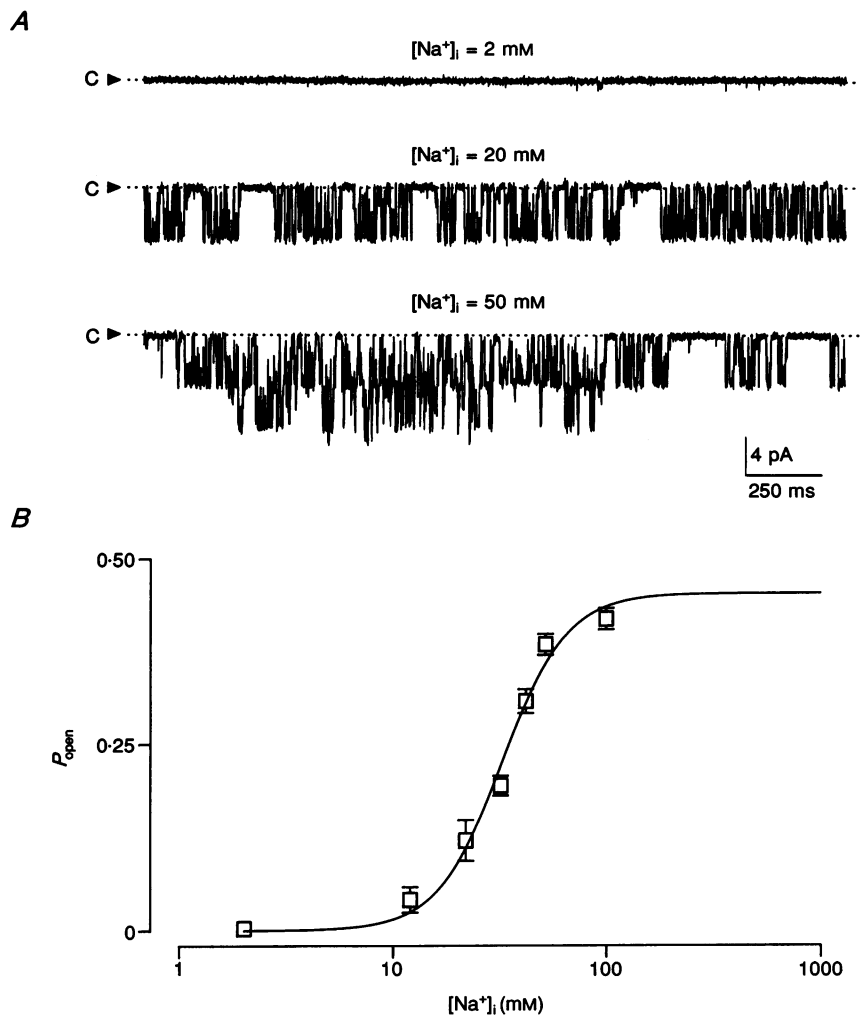 A
[Na⁺]ᵢ = 2 mM
C
[Na⁺]ᵢ = 20 mM
C
[Na⁺]ᵢ = 50 mM
C
4 pA
250 ms
B
0·50
0·25
0
Pₒₚₑₙ
1 10 100 1000
[Na⁺]ᵢ (mM)